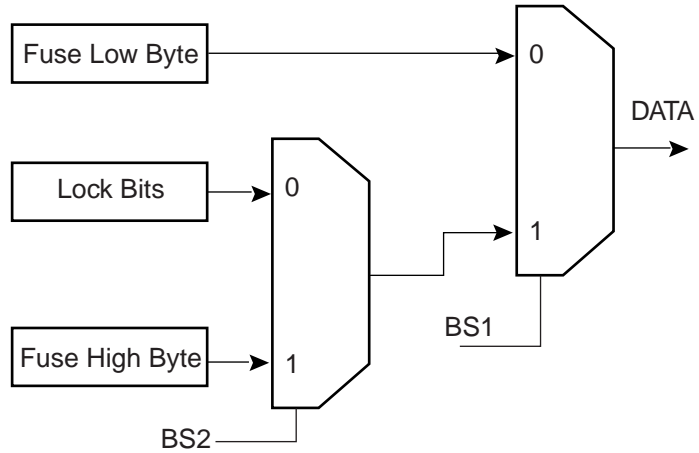 Fuse Low Byte
0
DATA
Lock Bits
0
1
BS1
Fuse High Byte
1
BS2